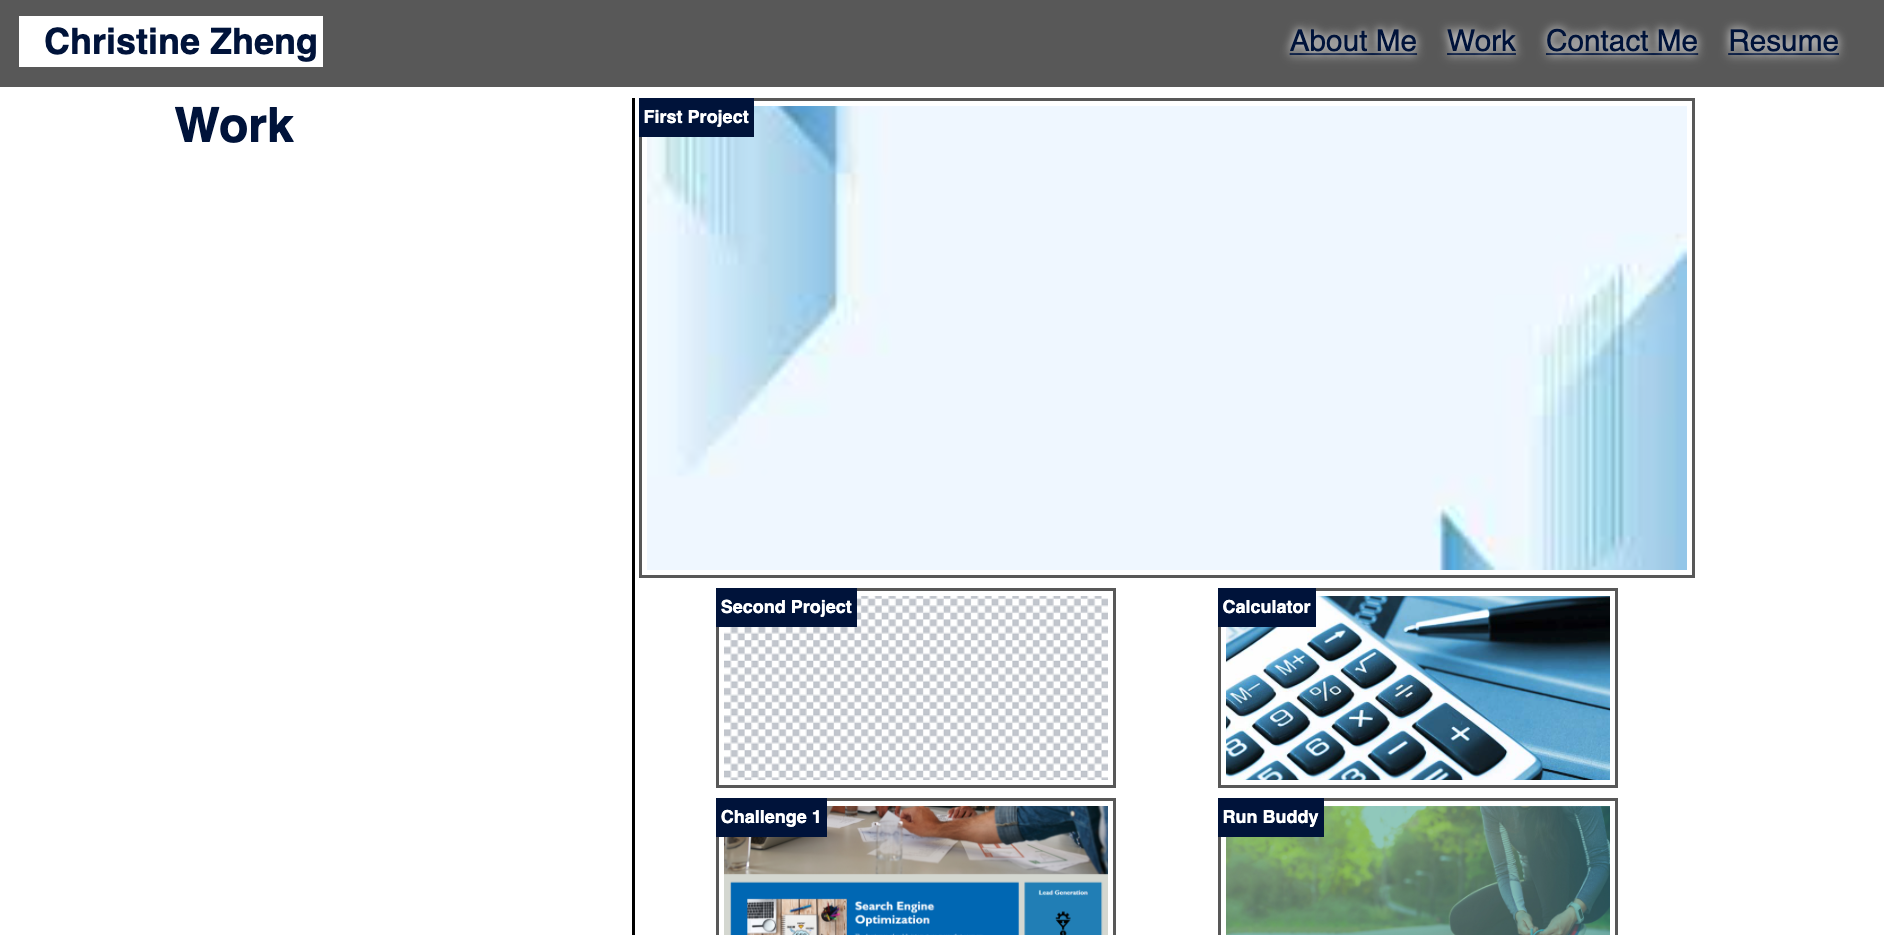 Christine Zheng
About Me Work Contact Me Resume
Work
First Project
Second Project
Calculator
M-
M+
√
%
÷
9
×
+
8
6
−
5
3
=
Challenge 1
Run Buddy
Search Engine
Optimization
Lead Generation